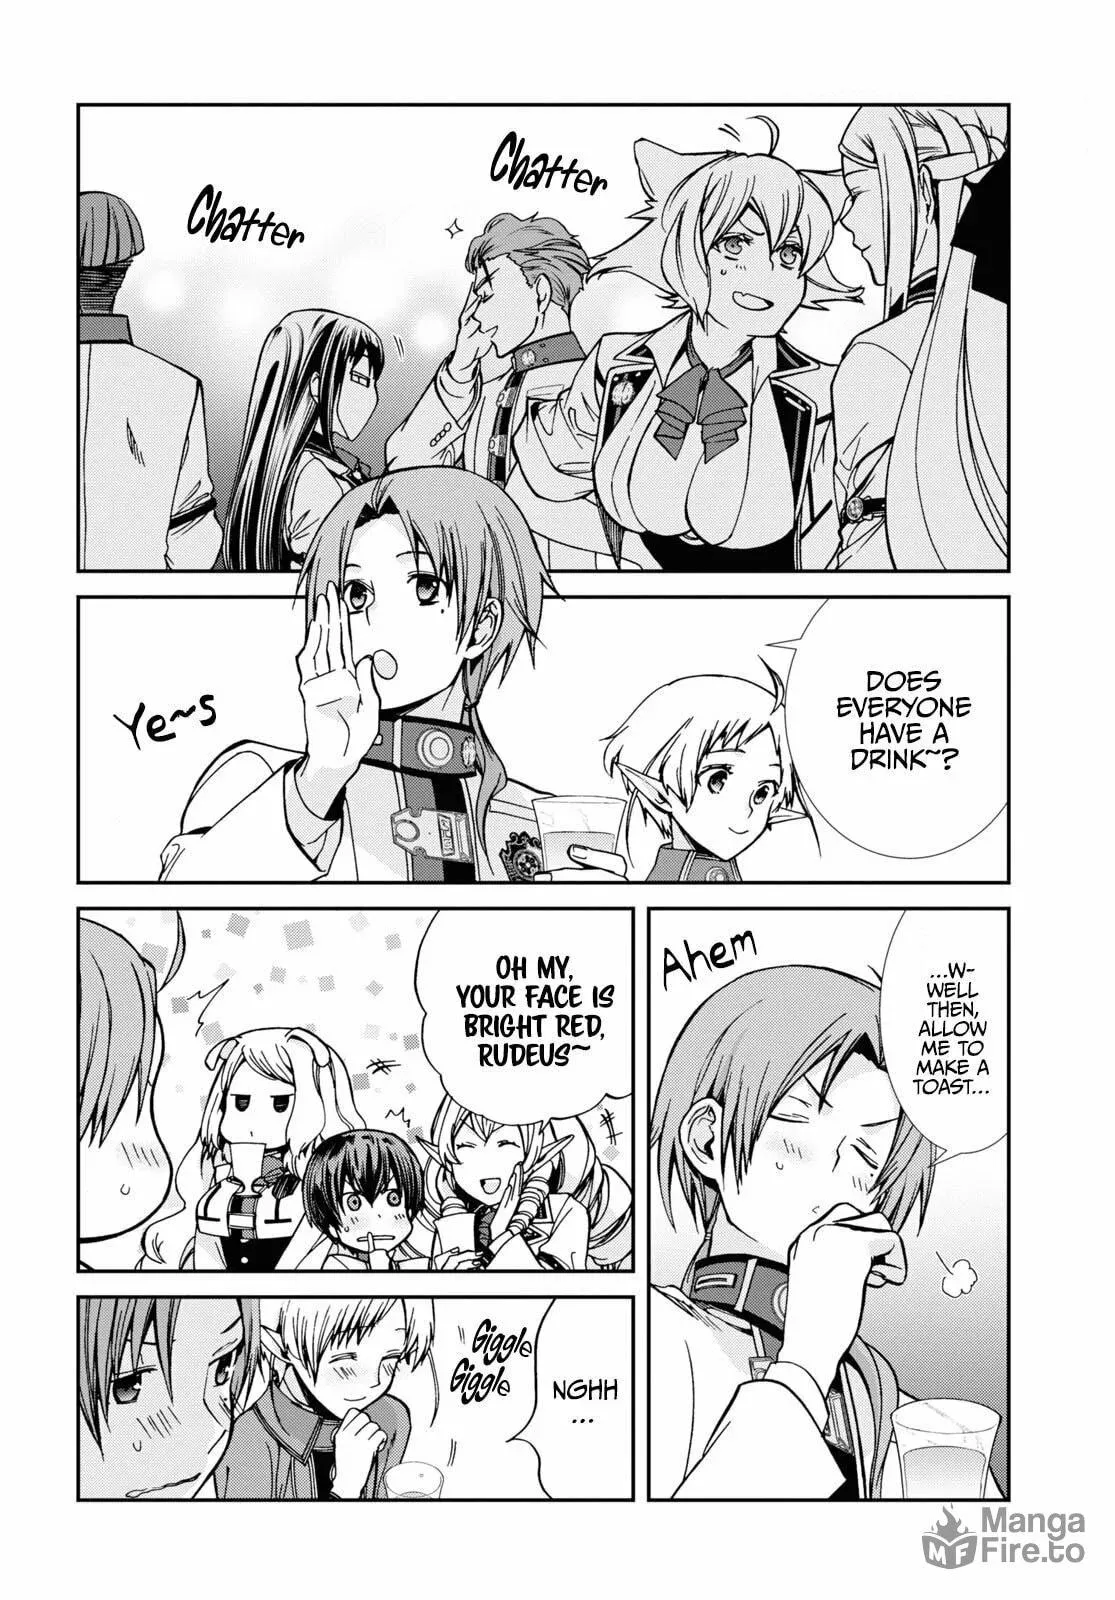 Chatter
Chatter
DOES
EVERYONE
HAVE A
DRINK~?
Ye~s
Ahem
...W-
WELL
THEN,
ALLOW
ME TO
MAKE A
TOAST...
OH MY,
YOUR FACE IS
BRIGHT RED,
RUDEUS~
Giggle
Giggle
NGHH
...
MF
Manga
Fire.to